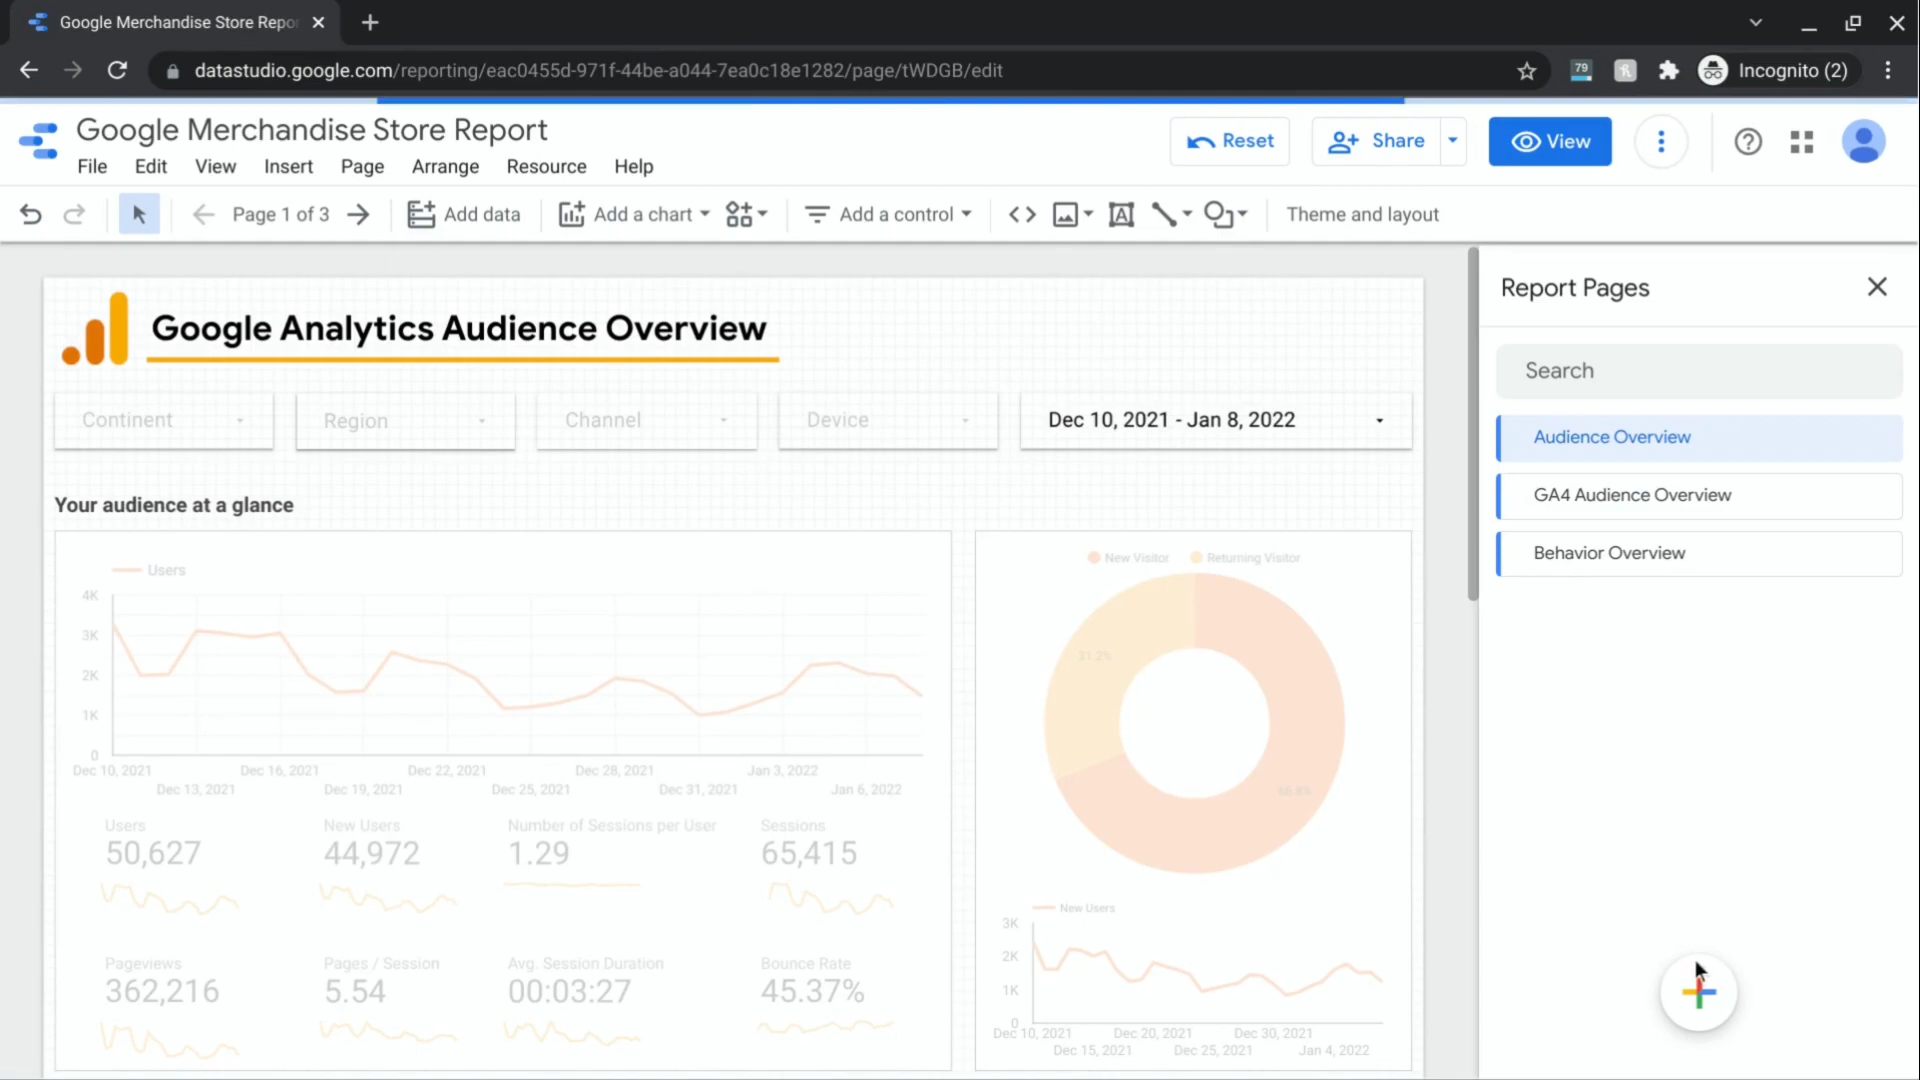 Google Merchandise Store Repo
datastudio.google.com/reporting/eac0455d-971f-44be-a044-7ea0c18e1282/page/tWDGB/edit
79
Incognito (2)
Google Merchandise Store Report
Reset
Share
View
File Edit View Insert Page Arrange Resource Help
Page 1 of 3
Add data
Add a chart
Add a control
Theme and layout
Google Analytics Audience Overview
Continent
Region
Channel
Device
Dec 10, 2021 - Jan 8, 2022
Your audience at a glance
Users
4K
3K
2K
1K
0
Dec 10, 2021 Dec 16, 2021 Dec 22, 2021 Dec 28, 2021 Jan 3, 2022
Dec 13, 2021 Dec 19, 2021 Dec 25, 2021 Dec 31, 2021 Jan 6, 2022
Users New Users Number of Sessions per User Sessions
50,627 44,972 1.29 65,415
Pageviews Pages / Session Avg. Session Duration Bounce Rate
362,216 5.54 00:03:27 45.37%
New Visitor Returning Visitor
New Users
3K
2K
1K
0
Dec 10, 2021 Dec 20, 2021 Dec 30, 2021
Dec 15, 2021 Dec 25, 2021 Jan 4, 2022
Report Pages
Search
Audience Overview
GA4 Audience Overview
Behavior Overview